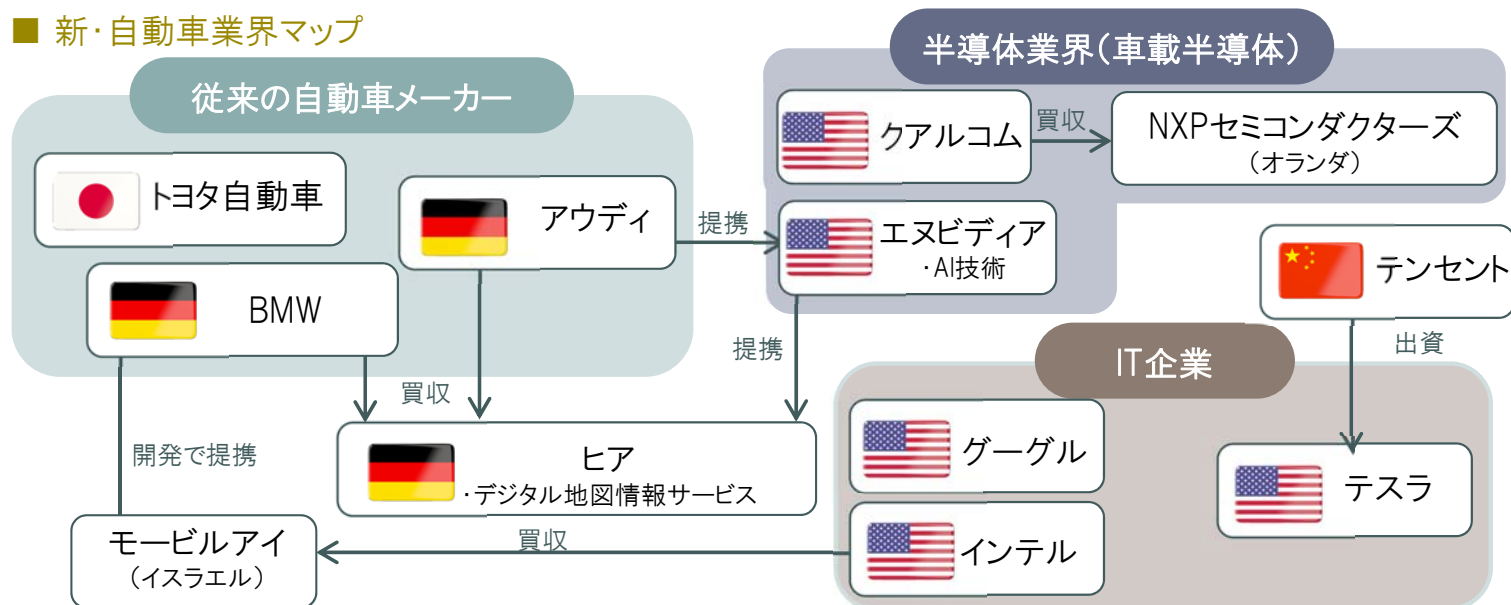 ■ 新・自動車業界マップ
従来の自動車メーカー
半導体業界(車載半導体)
トヨタ自動車
アウディ
BMW
提携
クアルコム
買収
NXPセミコンダクターズ
(オランダ)
エヌビディア
・AI技術
テンセント
出資
提携
買収
IT企業
開発で提携
ヒア
・デジタル地図情報サービス
グーグル
テスラ
インテル
買収
モービルアイ
(イスラエル)